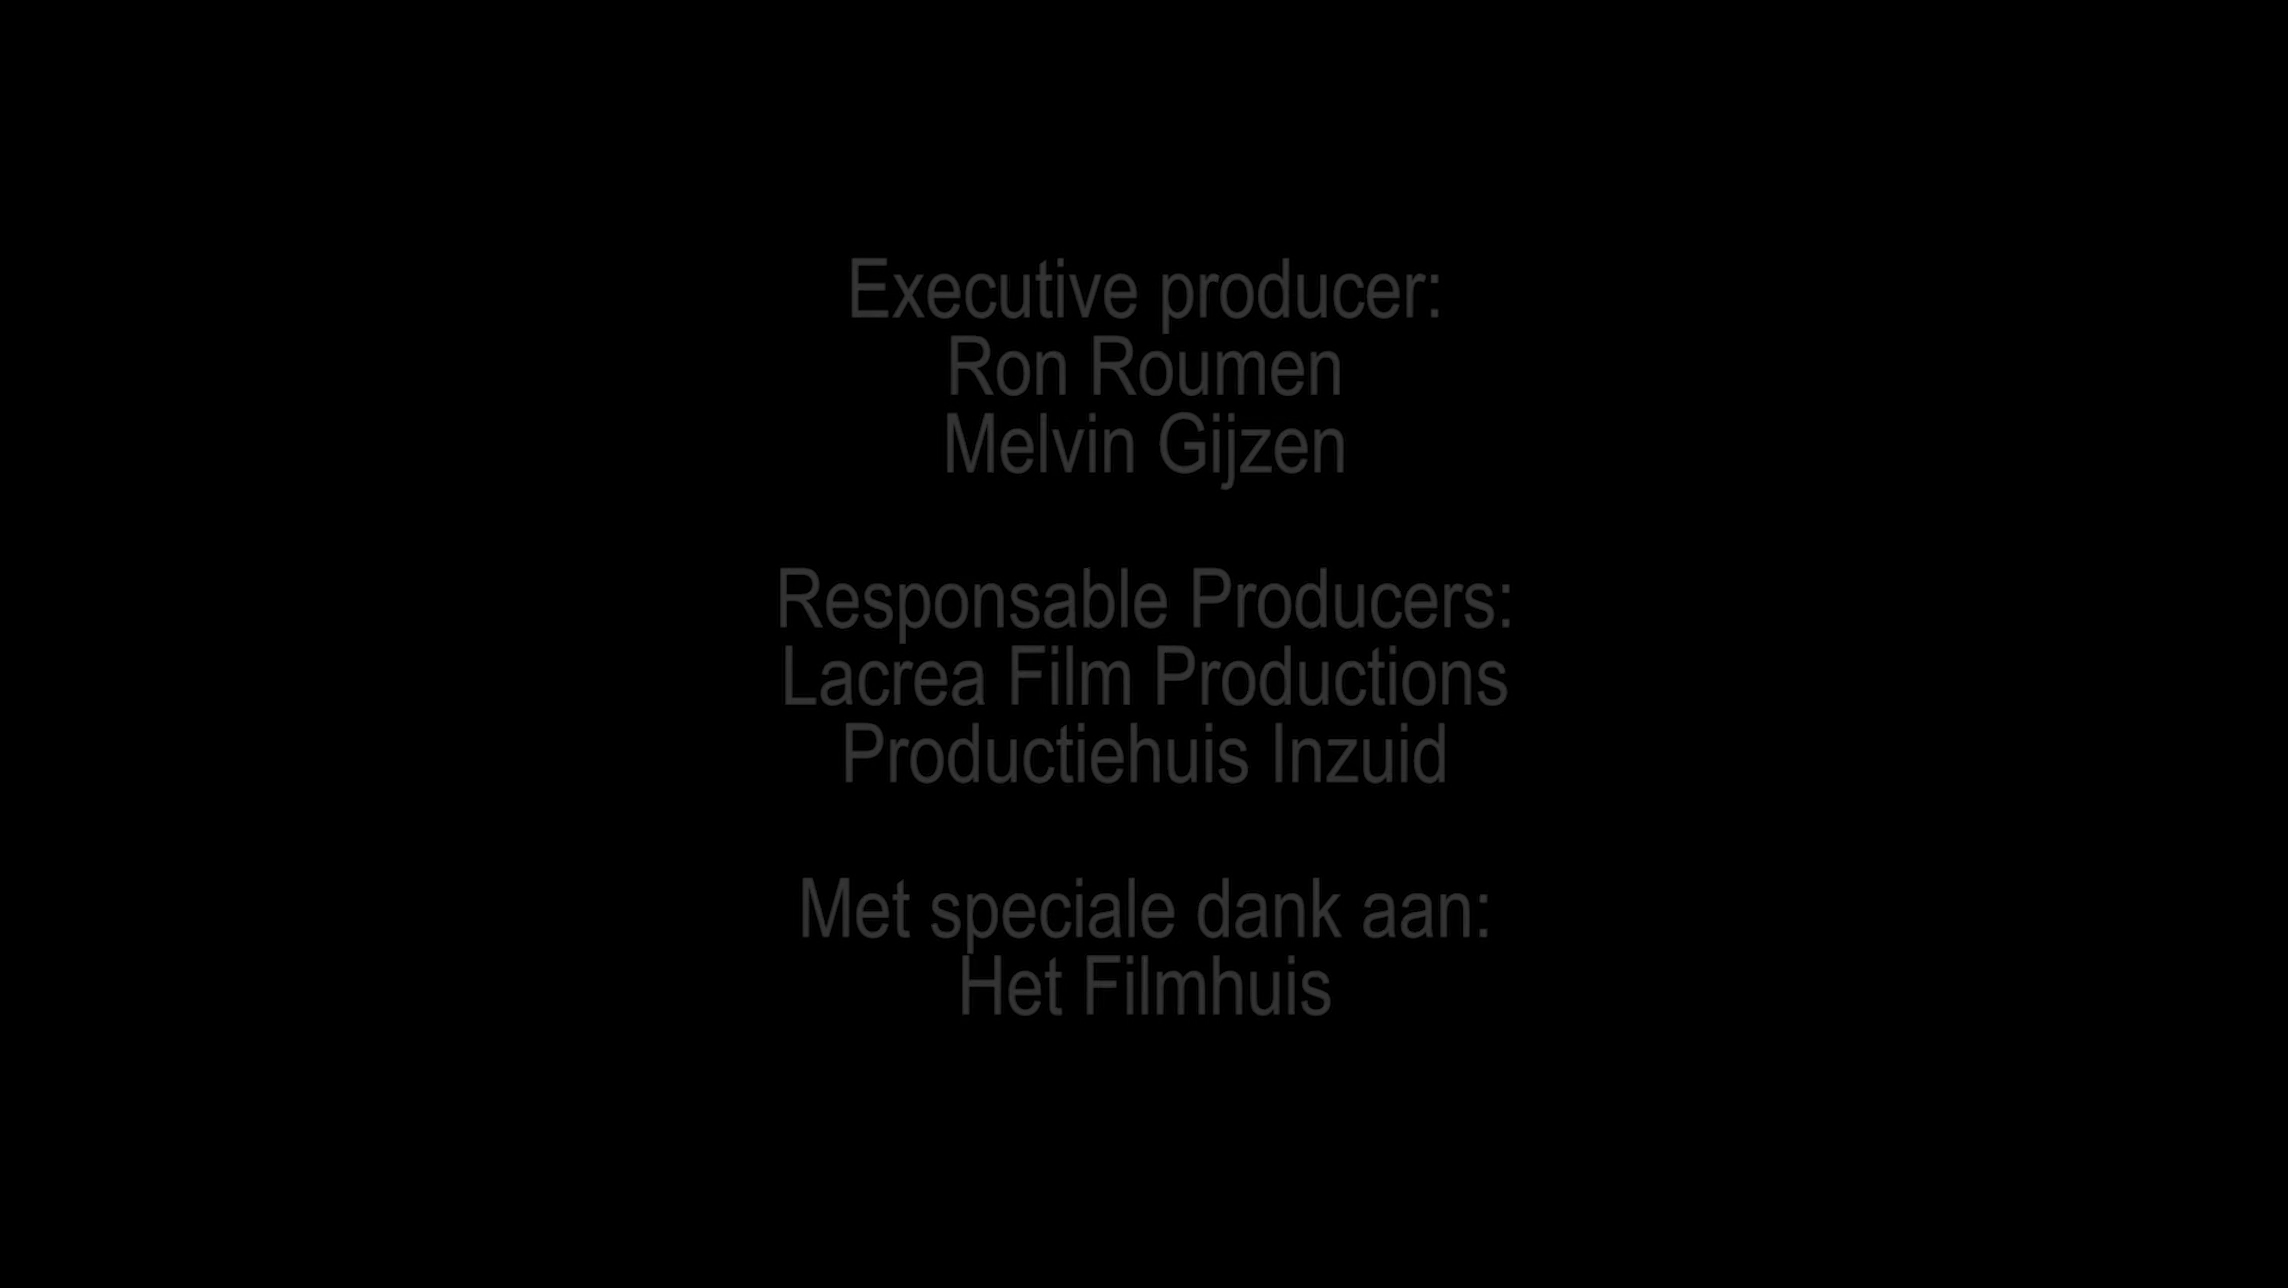 Executive producer:
Ron Roumen
Melvin Gijzen
Responsable Producers:
Lacrea Film Productions
Productiehuis Inzuid
Met speciale dank aan:
Het Filmhuis